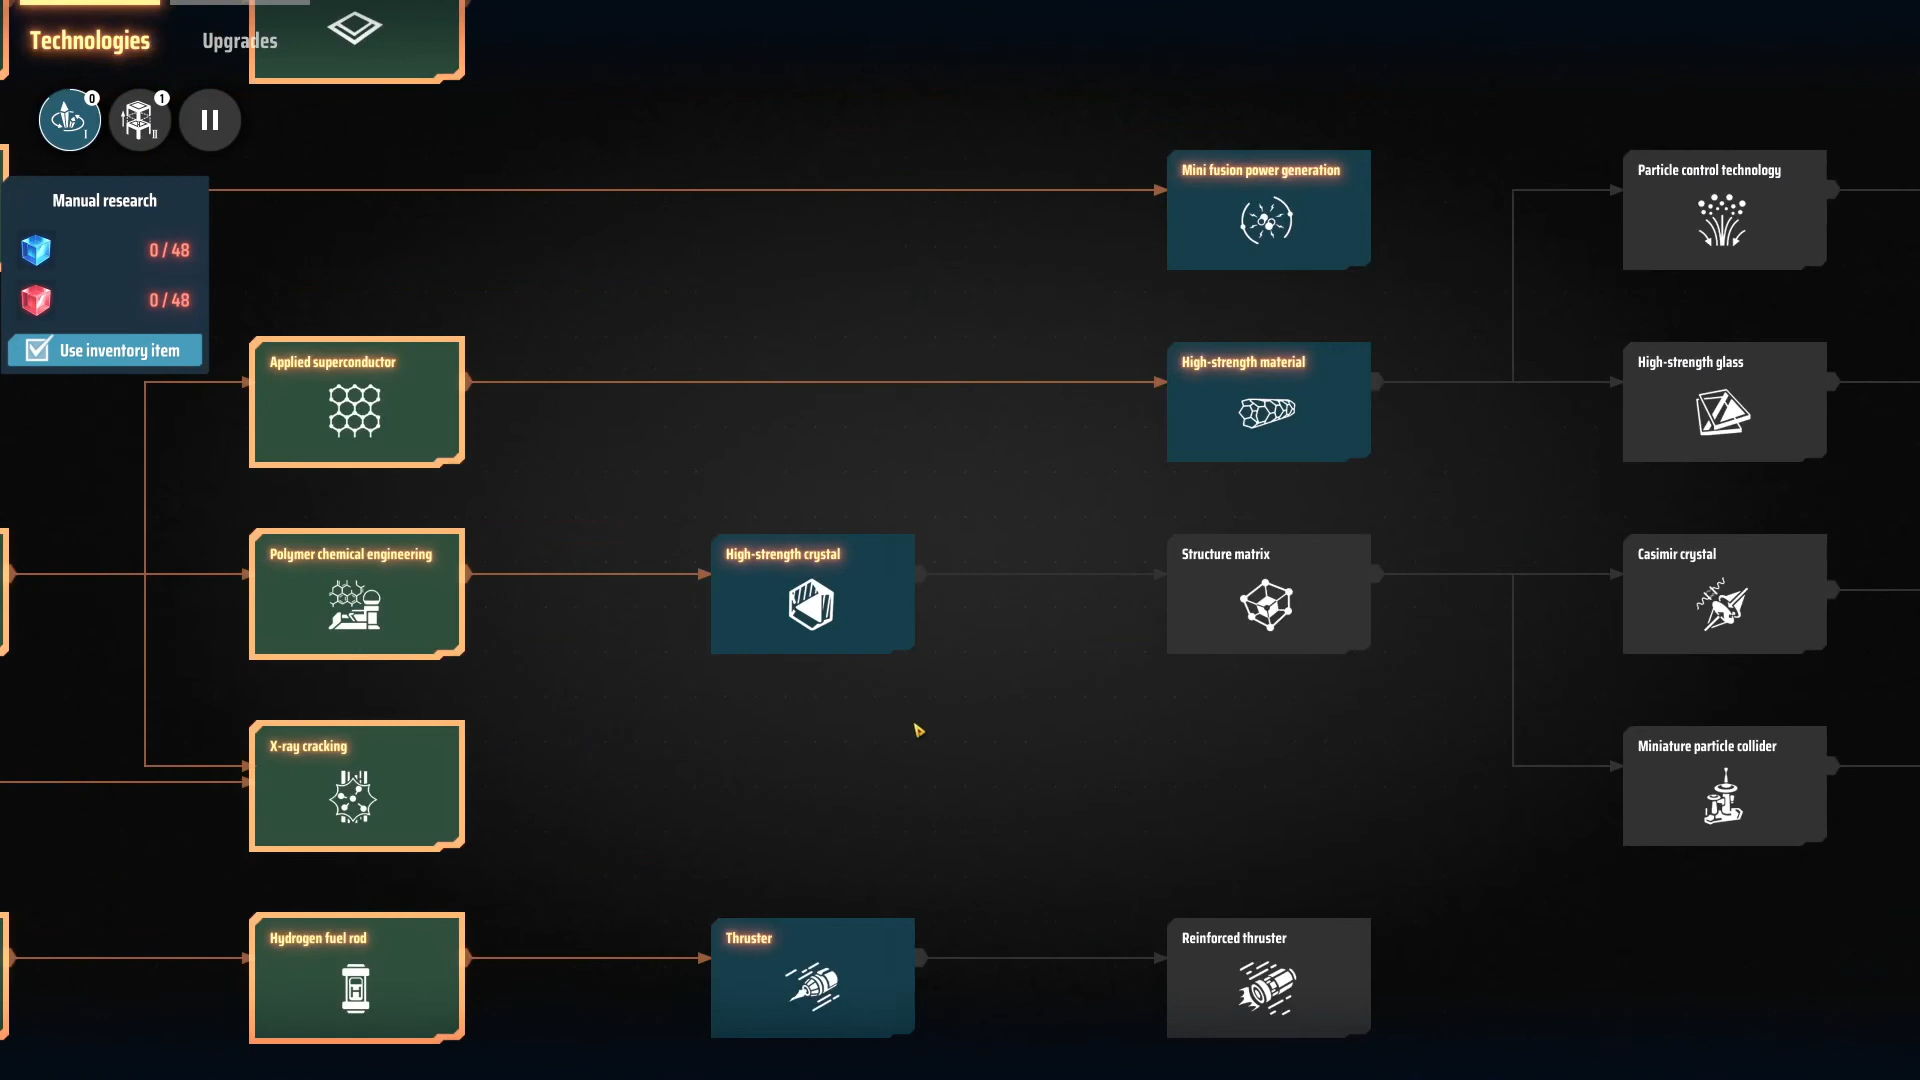 Technologies
Upgrades
0
I
1
II
Manual research
0 / 48
0 / 48
Use inventory item
Mini fusion power generation
Particle control technology
Applied superconductor
High-strength material
High-strength glass
Polymer chemical engineering
High-strength crystal
Structure matrix
Casimir crystal
X-ray cracking
Miniature particle collider
Hydrogen fuel rod
H
Thruster
Reinforced thruster